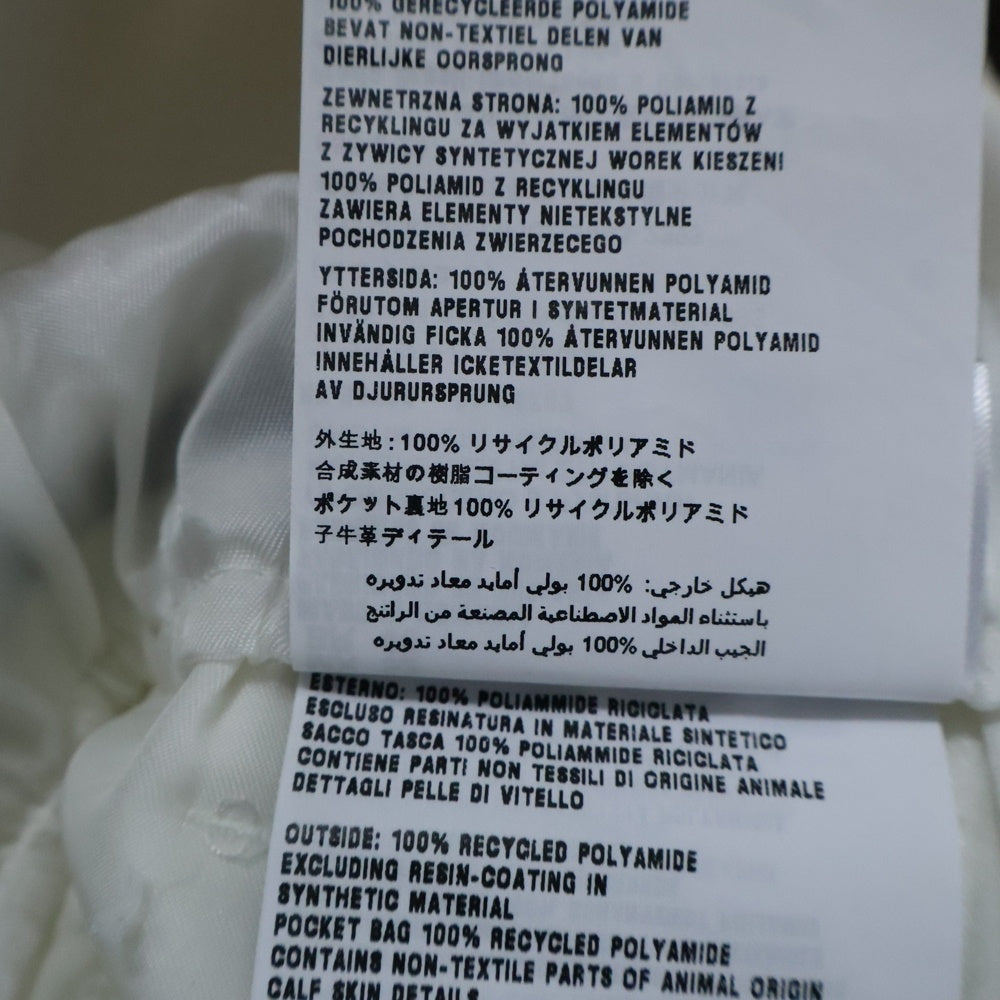 100% GERECYCLEERDE POLYAMIDE
BEVAT NON-TEXTIEL DELEN VAN
DIERLIJKE OORSPRONG
ZEWNETRZNA STRONA: 100% POLIAMID Z
RECYKLINGU ZA WYJATKIEM ELEMENTÓW
Z ZYWICY SYNTETYCZNEJ WOREK KIESZENI
100% POLIAMID Z RECYKLINGU
ZAWIERA ELEMENTY NIETEKSTYLNE
POCHODZENIA ZWIERZECEGO
YTTERSIDA: 100% ÅTERVUNNEN POLYAMID
FÖRUTOM APERTUR I SYNTETMATERIAL
INVÄNDIG FICKA 100% ÅTERVUNNEN POLYAMID
INNEHÅLLER ICKETEXTILDELAR
AV DJURURSPRUNG
外生地:100% リサイクルポリアミド
合成素材の樹脂コーティングを除く
ポケット裏地100% リサイクルポリアミド
子牛革ディテール
هيكل خارجي: 100% بولي أمايد معاد تدويره
باستثناء المواد الاصطناعية المصنعة من الراتنج
الجيب الداخلي 100% بولي أمايد معاد تدويره
ESTERNO: 100% POLIAMMIDE RICICLATA
ESCLUSO RESINATURA IN MATERIALE SINTETICO
SACCO TASCA 100% POLIAMMIDE RICICLATA
CONTIENE PARTI NON TESSILI DI ORIGINE ANIMALE
DETTAGLI PELLE DI VITELLO
OUTSIDE: 100% RECYCLED POLYAMIDE
EXCLUDING RESIN-COATING IN
SYNTHETIC MATERIAL
POCKET BAG 100% RECYCLED POLYAMIDE
CONTAINS NON-TEXTILE PARTS OF ANIMAL ORIGIN
CALF SKIN DETAILS